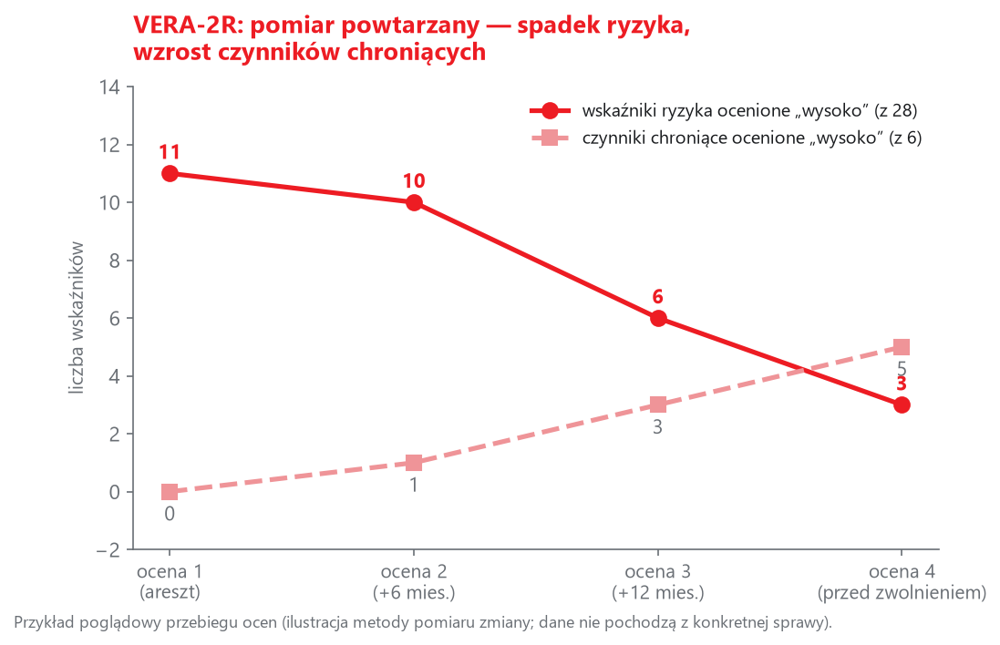 VERA-2R: pomiar powtarzany — spadek ryzyka,
wzrost czynników chroniących
14
12
10
8
6
4
2
0
−2
liczba wskaźników
wskaźniki ryzyka ocenione „wysoko” (z 28)
czynniki chroniące ocenione „wysoko” (z 6)
11
10
6
3
0
1
3
5
ocena 1
(areszt)
ocena 2
(+6 mies.)
ocena 3
(+12 mies.)
ocena 4
(przed zwolnieniem)
Przykład poglądowy przebiegu ocen (ilustracja metody pomiaru zmiany; dane nie pochodzą z konkretnej sprawy).